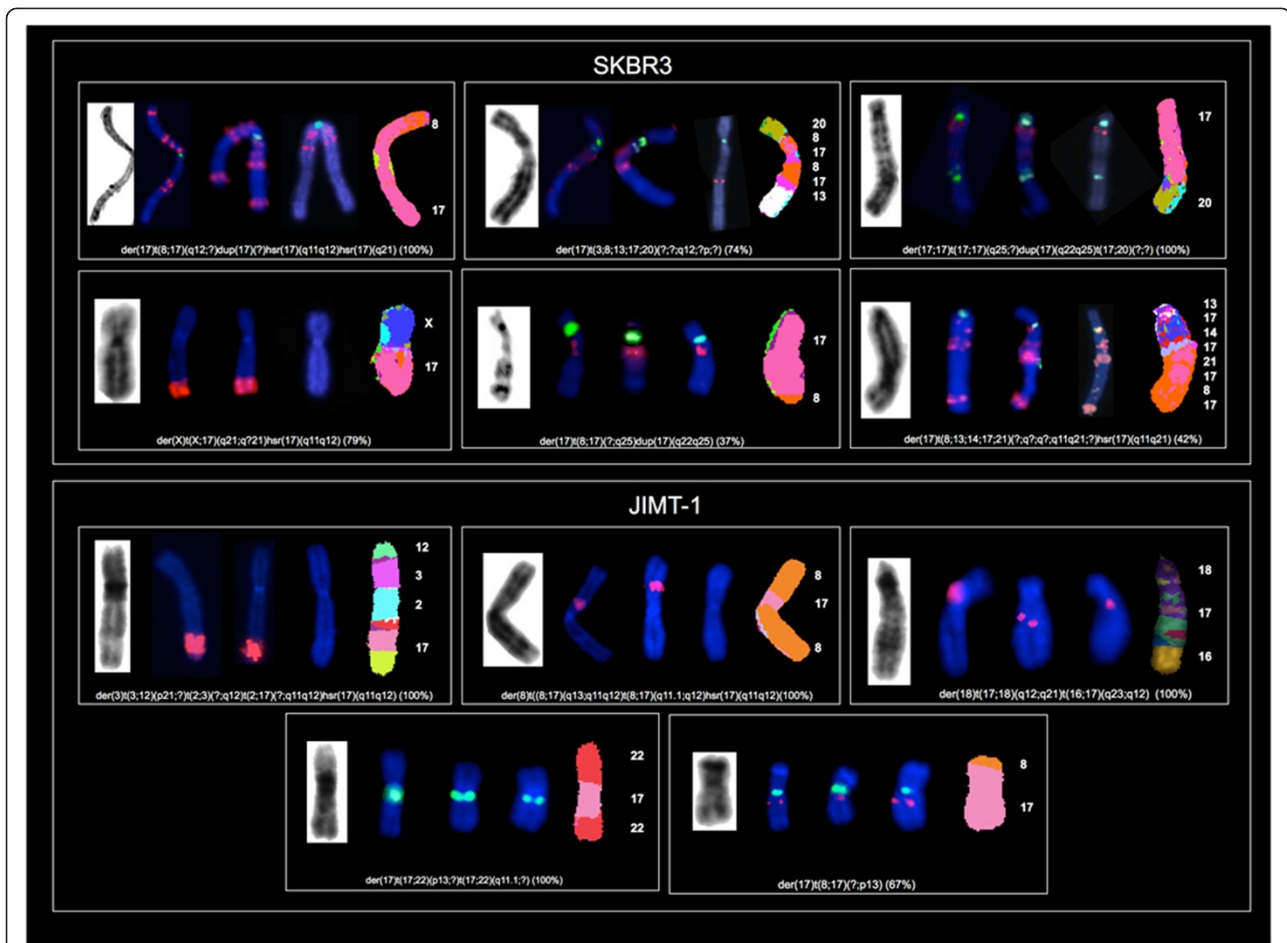 SKBR3
8
17
der(17)t(8;17)(q12;?)dup(17)(?)hsr(17)(q11q12)hsr(17)(q21) (100%)
20
8
17
8
17
13
der(17)t(3;8;13;17;20)(?;?;q12;?p;?) (74%)
17
20
der(17;17)t(17;17)(q25;?)dup(17)(q22q25)t(17;20)(?;?) (100%)
X
17
der(X)t(X;17)(q21;q?21)hsr(17)(q11q12) (79%)
17
8
der(17)t(8;17)(?;q25)dup(17)(q22q25) (37%)
13
17
14
17
21
17
8
17
der(17)t(8;13;14;17;21)(?;q?;q?;q11q21;?)hsr(17)(q11q21) (42%)
JIMT-1
12
3
2
17
der(3)t(3;12)(p21;?)t(2;3)(?;q12)t(2;17)(?;q11q12)hsr(17)(q11q12) (100%)
8
17
8
der(8)t((8;17)(q13;q11q12)t(8;17)(q11.1;q12)hsr(17)(q11q12)(100%)
18
17
16
der(18)t(17;18)(q12;q21)t(16;17)(q23;q12) (100%)
22
17
22
der(17)t(17;22)(p13;?)t(17;22)(q11.1;?) (100%)
8
17
der(17)t(8;17)(?;p13) (67%)